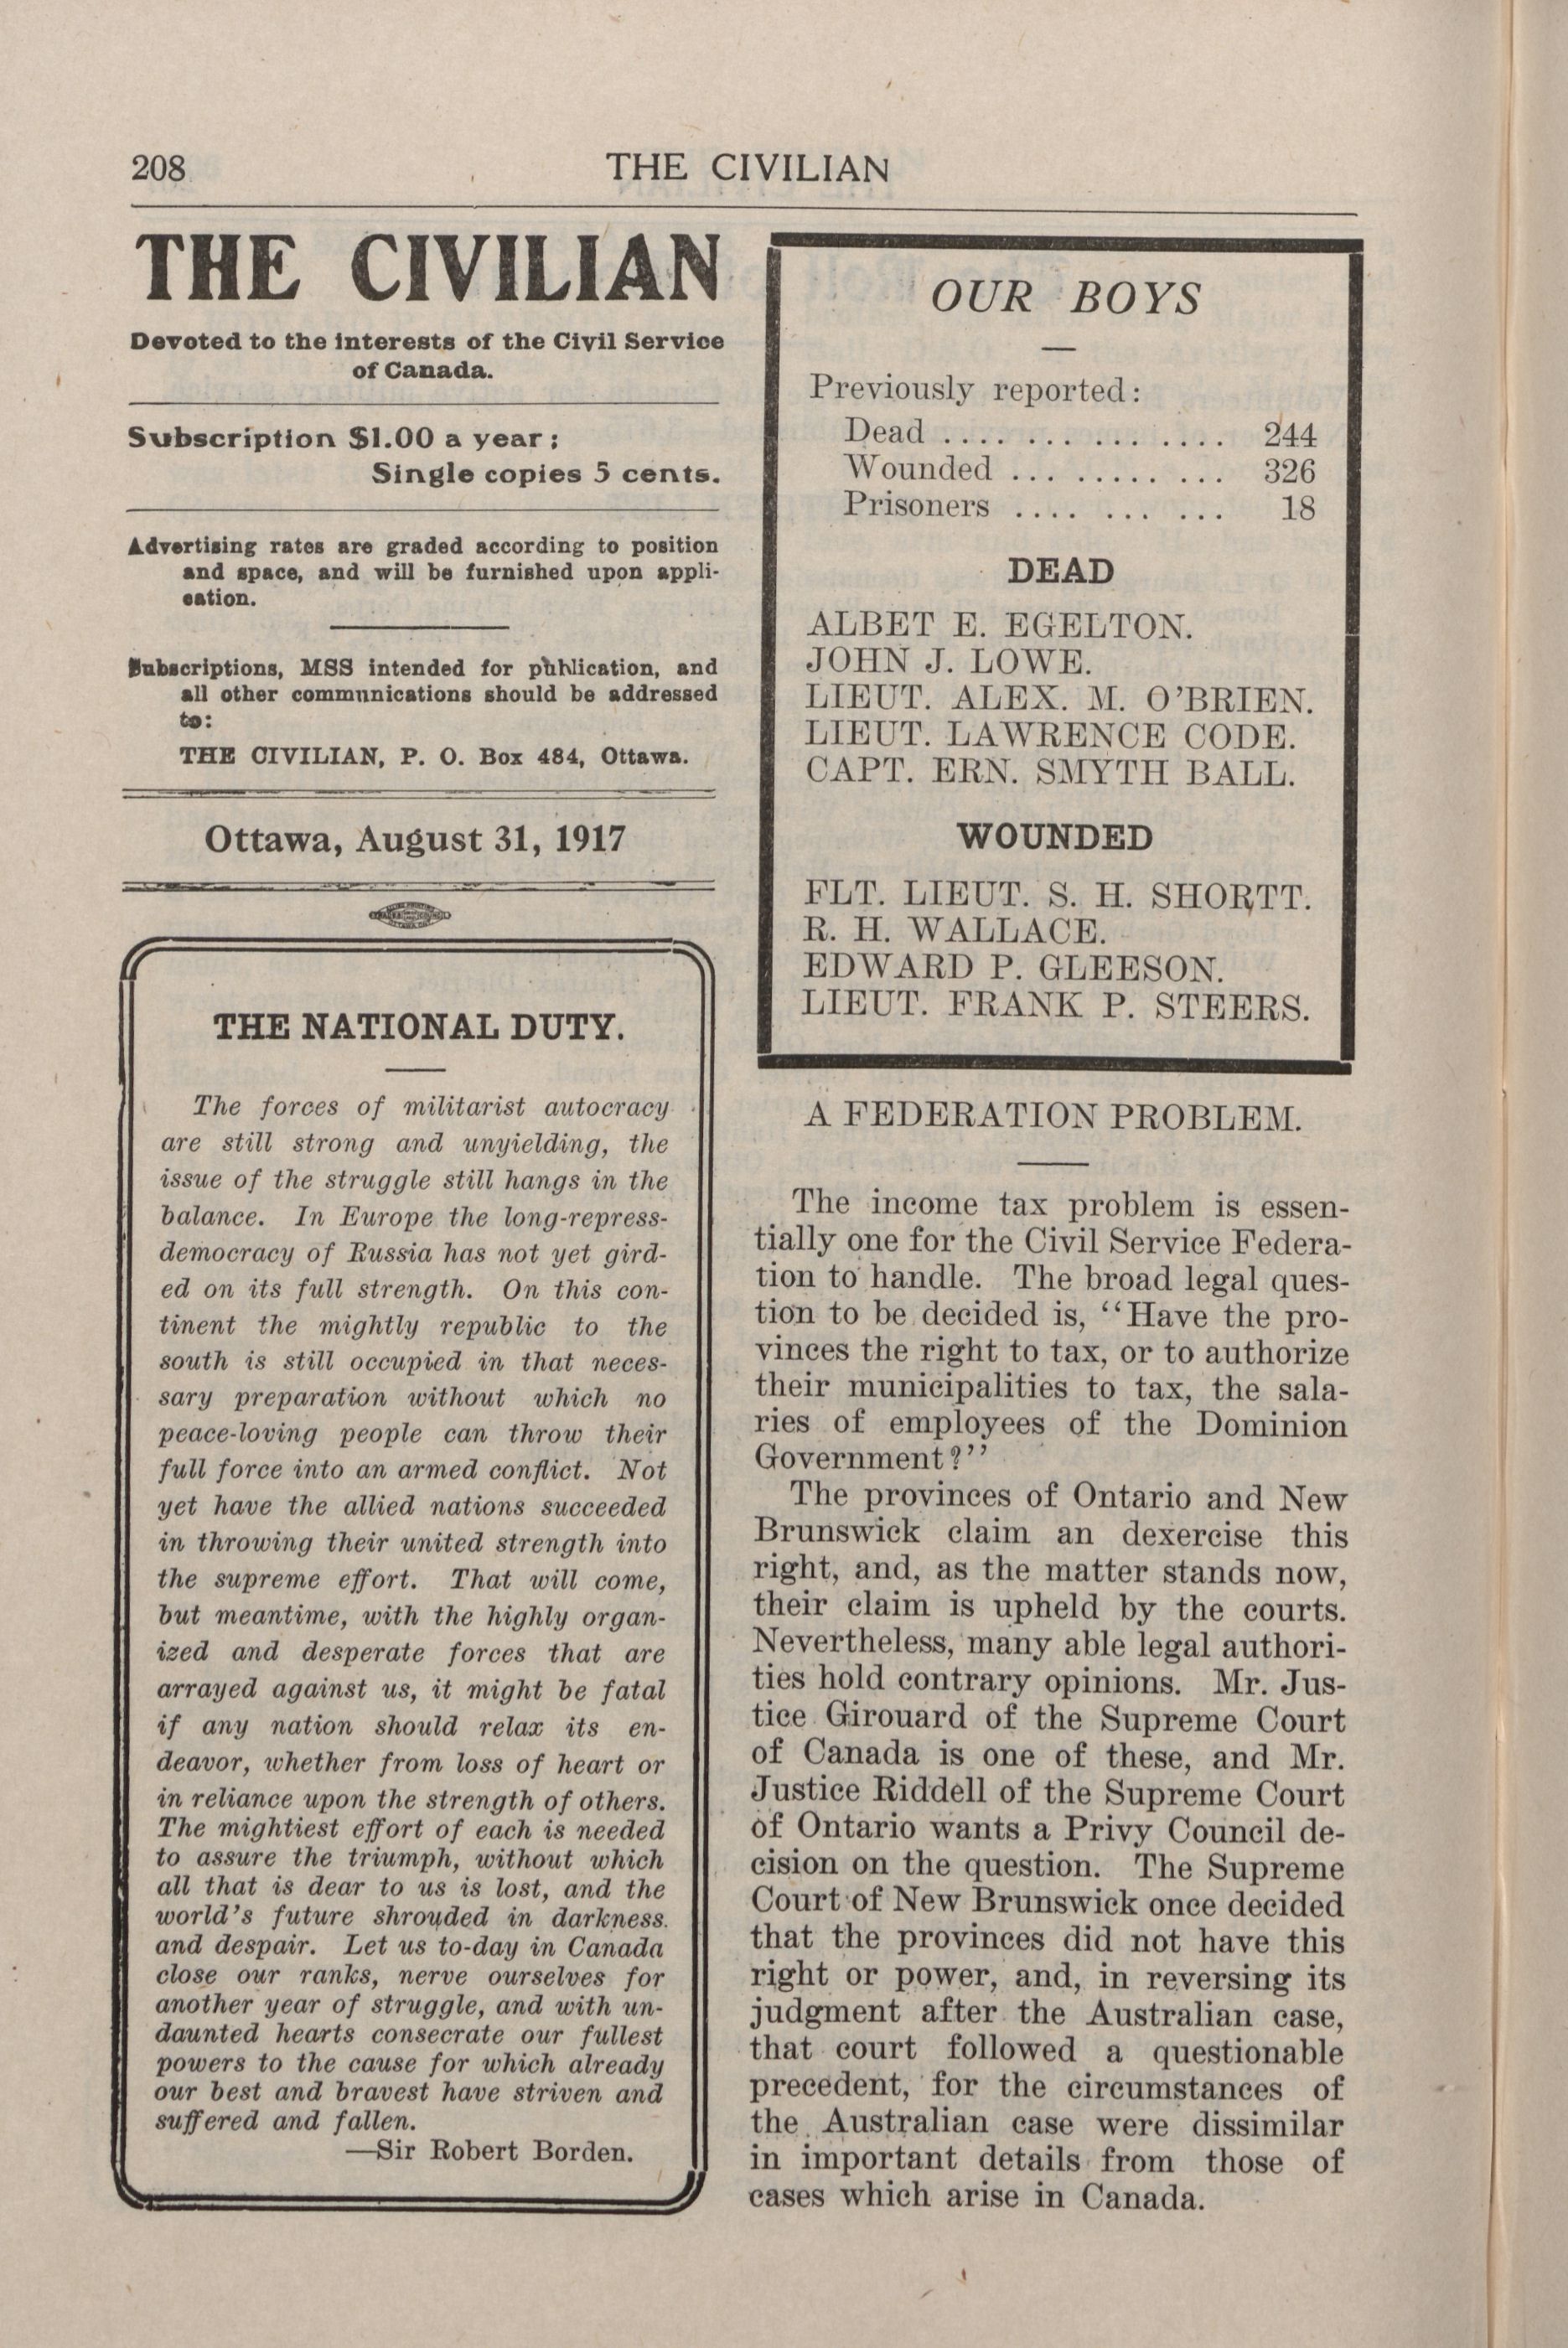 208
THE CIVILIAN
THE CIVILIAN
Devoted to the interests of the Civil Service
of Canada.
Subscription $1.00 a year;
Single copies 5 cents.
Advertising rates are graded according to position
and space, and will be furnished upon appli-
cation.
Subscriptions, MSS intended for publication, and
all other communications should be addressed
to:
THE CIVILIAN, P. O. Box 484, Ottawa.
Ottawa, August 31, 1917
THE NATIONAL DUTY.
The forces of militarist autocracy
are still strong and unyielding, the
issue of the struggle still hangs in the
balance. In Europe the long-repress-
democracy of Russia has not yet gird-
ed on its full strength. On this con-
tinent the mightly republic to the
south is still occupied in that neces-
sary preparation without which no
peace-loving people can throw their
full force into an armed conflict. Not
yet have the allied nations succeeded
in throwing their united strength into
the supreme effort. That will come,
but meantime, with the highly organ-
ized and desperate forces that are
arrayed against us, it might be fatal
if any nation should relax its en-
deavor, whether from loss of heart or
in reliance upon the strength of others.
The mightiest effort of each is needed
to assure the triumph, without which
all that is dear to us is lost, and the
world's future shrouded in darkness.
and despair. Let us to-day in Canada
close our ranks, nerve ourselves for
another year of struggle, and with un-
daunted hearts consecrate our fullest
powers to the cause for which already
our best and bravest have striven and
suffered and fallen.
—Sir Robert Borden.
OUR BOYS
Previously reported:
Dead .... ... ... .... 244
Wounded ... ..... ... 326
Prisoners .... ... ... 18
DEAD
ALBET E. EGELTON.
JOHN J. LOWE.
LIEUT. ALEX. M. O'BRIEN.
LIEUT. LAWRENCE CODE.
CAPT. ERN. SMYTH BALL.
WOUNDED
FLT. LIEUT. S. H. SHORTT.
R. H. WALLACE.
EDWARD P. GLEESON.
LIEUT. FRANK P. STEERS.
A FEDERATION PROBLEM.
The income tax problem is essen-
tially one for the Civil Service Federa-
tion to handle. The broad legal ques-
tion to be decided is, "Have the pro-
vinces the right to tax, or to authorize
their municipalities to tax, the sala-
ries of employees of the Dominion
Government?"
The provinces of Ontario and New
Brunswick claim an dexercise this
right, and, as the matter stands now,
their claim is upheld by the courts.
Nevertheless, many able legal authori-
ties hold contrary opinions. Mr. Jus-
tice Girouard of the Supreme Court
of Canada is one of these, and Mr.
Justice Riddell of the Supreme Court
of Ontario wants a Privy Council de-
cision on the question. The Supreme
Court of New Brunswick once decided
that the provinces did not have this
right or power, and, in reversing its
judgment after the Australian case,
that court followed a questionable
precedent, for the circumstances of
the Australian case were dissimilar
in important details from those of
cases which arise in Canada.